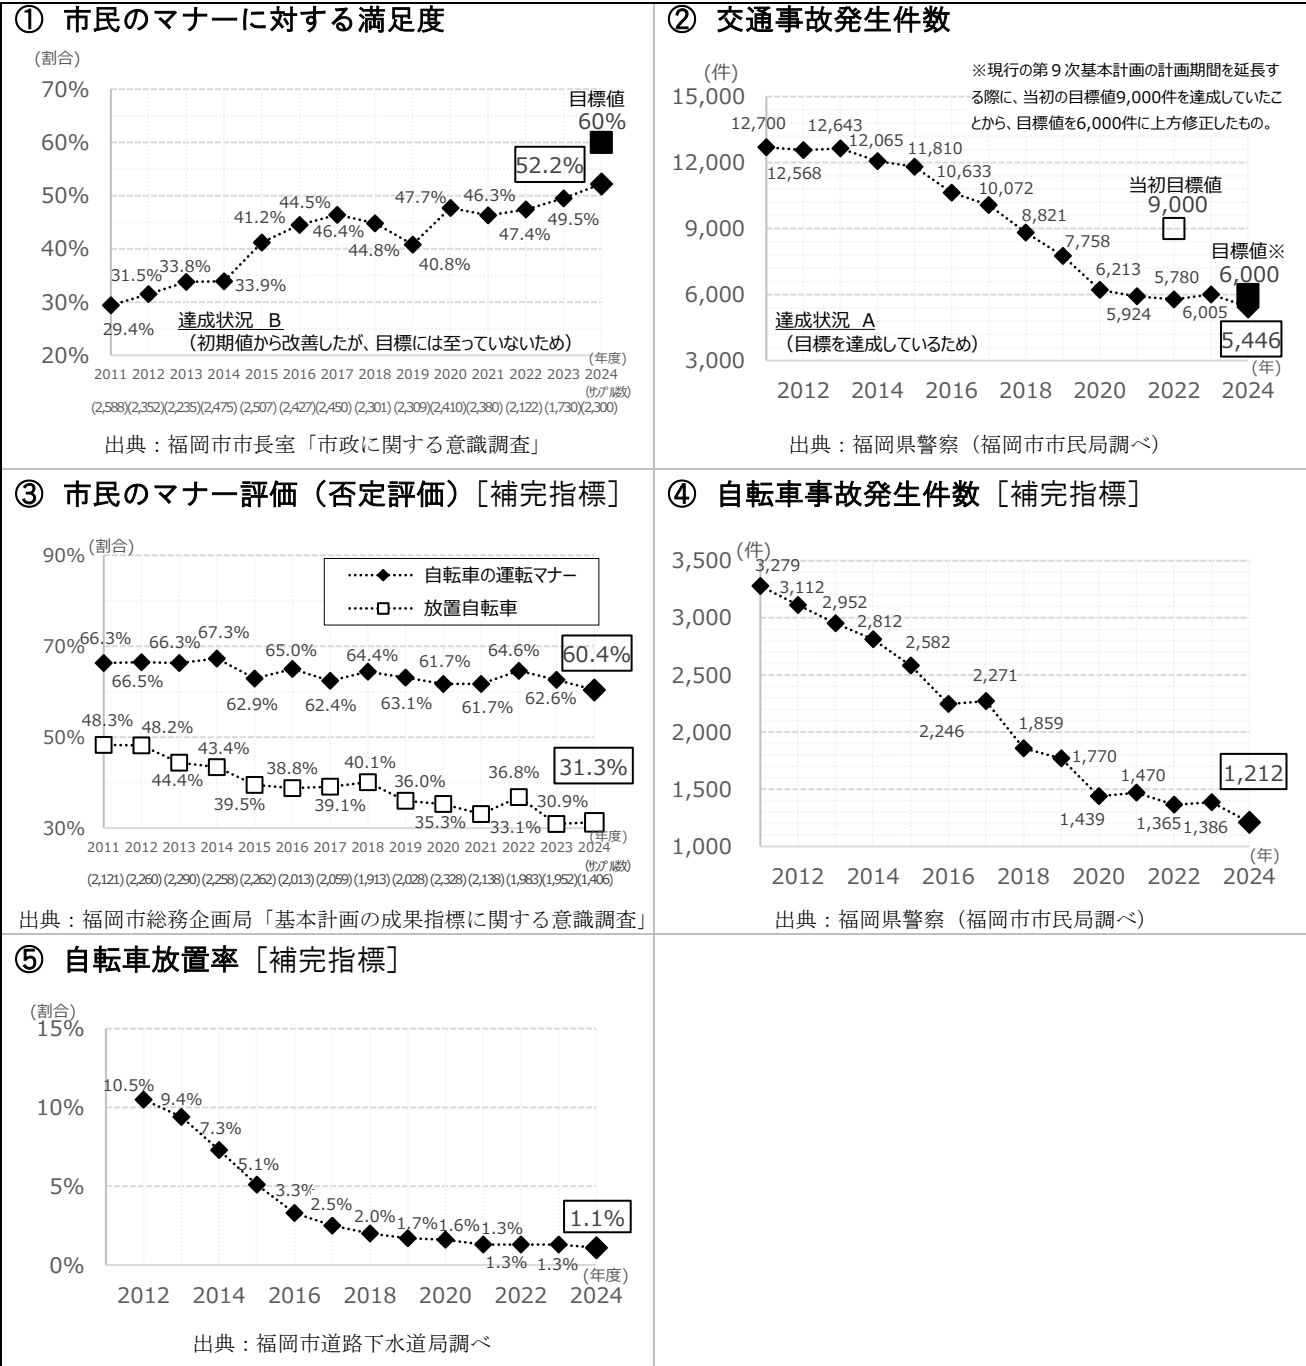 ① 市民のマナーに対する満足度
(割合)
70%
60%
50%
40%
30%
20%
目標値
60%
52.2%
29.4%
31.5%
33.8%
33.9%
41.2%
44.5%
46.4%
44.8%
40.8%
47.7%
46.3%
47.4%
49.5%
達成状況 B
(初期値から改善したが、目標には至っていないため)
(年度)
2011 2012 2013 2014 2015 2016 2017 2018 2019 2020 2021 2022 2023 2024
(サンプル数)
(2,588)(2,352)(2,235)(2,475)(2,507)(2,427)(2,450)(2,301)(2,309)(2,410)(2,380)(2,122)(1,730)(2,300)
出典：福岡市市長室「市政に関する意識調査」
② 交通事故発生件数
(件)
※現行の第９次基本計画の計画期間を延長す
る際に、当初の目標値9,000件を達成していたこ
とから、目標値を6,000件に上方修正したもの。
15,000
12,000
9,000
6,000
3,000
12,700
12,568
12,643
12,065
11,810
10,633
10,072
8,821
7,758
6,213
5,924
5,780
6,005
当初目標値
9,000
目標値※
6,000
5,446
達成状況 A
(目標を達成しているため)
(年)
2012 2014 2016 2018 2020 2022 2024
出典：福岡県警察（福岡市市民局調べ）
③ 市民のマナー評価（否定評価）［補完指標］
(割合)
90%
70%
50%
30%
自転車の運転マナー
放置自転車
66.3%
66.5%
66.3%
67.3%
62.9%
65.0%
62.4%
64.4%
63.1%
61.7%
61.7%
64.6%
62.6%
60.4%
48.3%
48.2%
44.4%
43.4%
39.5%
38.8%
39.1%
40.1%
36.0%
35.3%
33.1%
36.8%
30.9%
31.3%
(年度)
2011 2012 2013 2014 2015 2016 2017 2018 2019 2020 2021 2022 2023 2024
(サンプル数)
(2,121)(2,260)(2,290)(2,258)(2,262)(2,013)(2,059)(1,913)(2,028)(2,328)(2,138)(1,983)(1,952)(1,406)
出典：福岡市総務企画局「基本計画の成果指標に関する意識調査」
④ 自転車事故発生件数［補完指標］
(件)
3,500
3,000
2,500
2,000
1,500
1,000
3,279
3,112
2,952
2,812
2,582
2,246
2,271
1,859
1,770
1,439
1,470
1,365
1,386
1,212
(年)
2012 2014 2016 2018 2020 2022 2024
出典：福岡県警察（福岡市市民局調べ）
⑤ 自転車放置率［補完指標］
(割合)
15%
10%
5%
0%
10.5%
9.4%
7.3%
5.1%
3.3%
2.5%
2.0%
1.7%
1.6%
1.3%
1.3%
1.3%
1.1%
(年度)
2012 2014 2016 2018 2020 2022 2024
出典：福岡市道路下水道局調べ